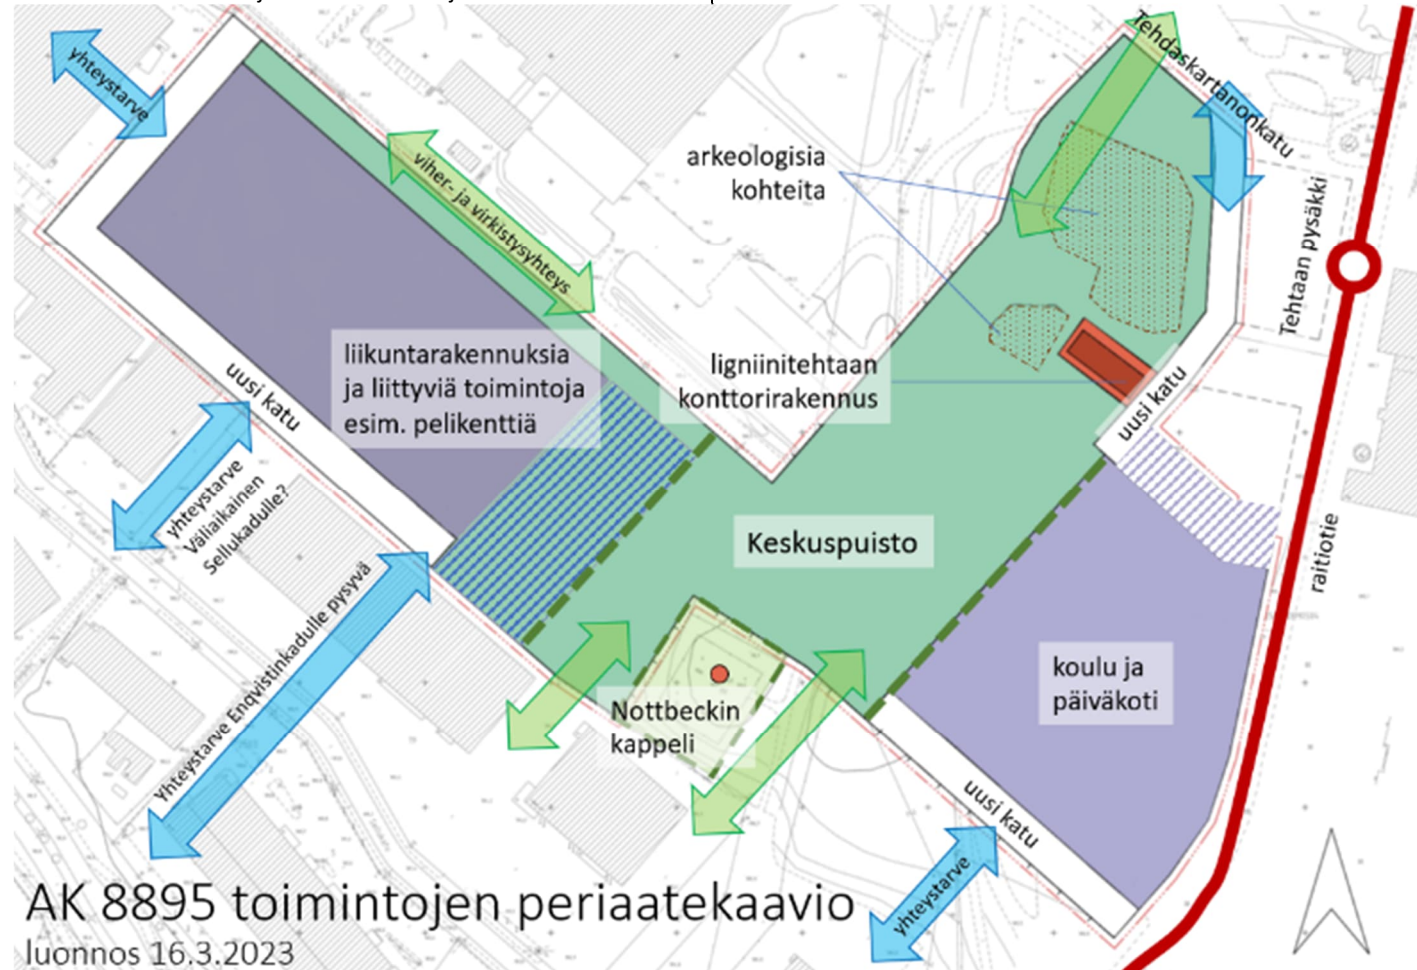 yhteystarve
Tehdaskartanonkatu
viher- ja virkistysyhteys
arkeologisia
kohteita
Tehtaan pysäkki
liikuntarakennuksia
ja liittyviä toimintoja
esim. pelikenttiä
ligniinitehtaan
konttorirakennus
uusi katu
uusi katu
yhteystarve
Väliaikainen
Sellukadulle?
Keskuspuisto
raitiotie
Yhteystarve Enqvistinkadulle pysyvä
koulu ja
päiväkoti
Nottbeckin
kappeli
uusi katu
yhteystarve
AK 8895 toimintojen periaatekaavio
luonnos 16.3.2023